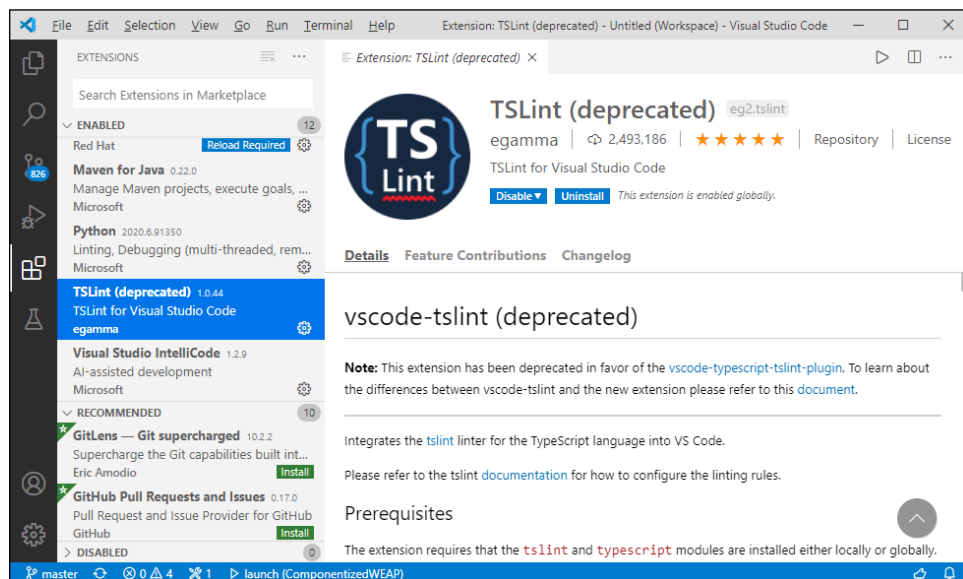 File Edit Selection View Go Run Terminal Help Extension: TSLint (deprecated) - Untitled (Workspace) - Visual Studio Code
EXTENSIONS
Search Extensions in Marketplace
ENABLED 12
Red Hat Reload Required
Maven for Java 0.22.0
Manage Maven projects, execute goals, ...
Microsoft
Python 2020.6.91350
Linting, Debugging (multi-threaded, rem...
Microsoft
TSLint (deprecated) 1.0.44
TSLint for Visual Studio Code
egamma
Visual Studio IntelliCode 1.2.9
AI-assisted development
Microsoft
RECOMMENDED 10
GitLens — Git supercharged 10.2.2
Supercharge the Git capabilities built int...
Eric Amodio Install
GitHub Pull Requests and Issues 0.17.0
Pull Request and Issue Provider for GitHub
GitHub Install
DISABLED 0
826
Extension: TSLint (deprecated)
{TS
Lint}
TSLint (deprecated) eg2.tslint
egamma 2,493,186 Repository License
TSLint for Visual Studio Code
Disable Uninstall This extension is enabled globally.
Details Feature Contributions Changelog
vscode-tslint (deprecated)
Note: This extension has been deprecated in favor of the vscode-typescript-tslint-plugin. To learn about
the differences between vscode-tslint and the new extension please refer to this document.
Integrates the tslint linter for the TypeScript language into VS Code.
Please refer to the tslint documentation for how to configure the linting rules.
Prerequisites
The extension requires that the tslint and typescript modules are installed either locally or globally.
master 0 4 1 launch (ComponentizedWEAP)